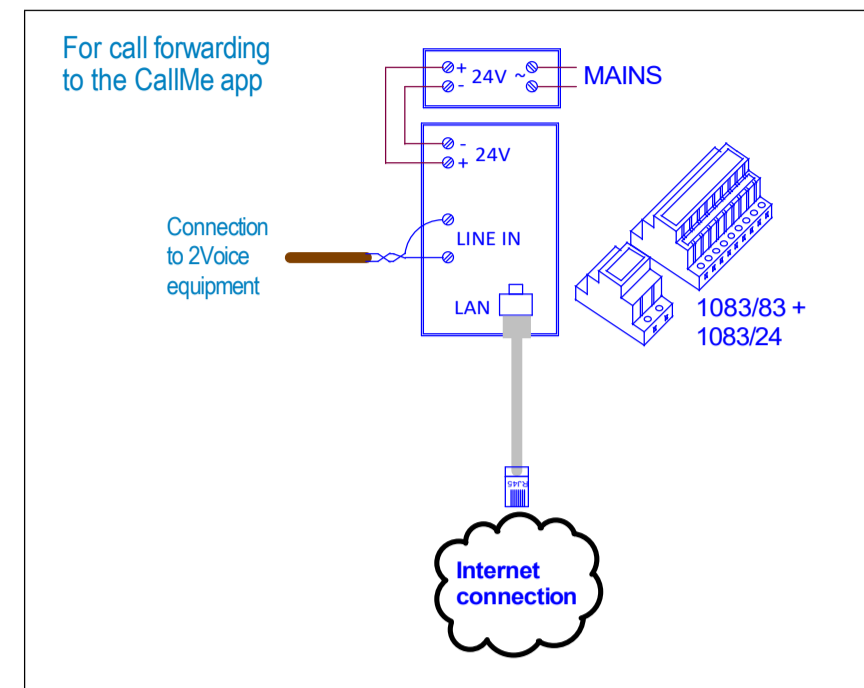 For call forwarding
to the CallMe app
+ 24V ~
-
MAINS
-
+ 24V
Connection
to 2Voice
equipment
LINE IN
LAN
1083/83 +
1083/24
RJ45
Internet
connection